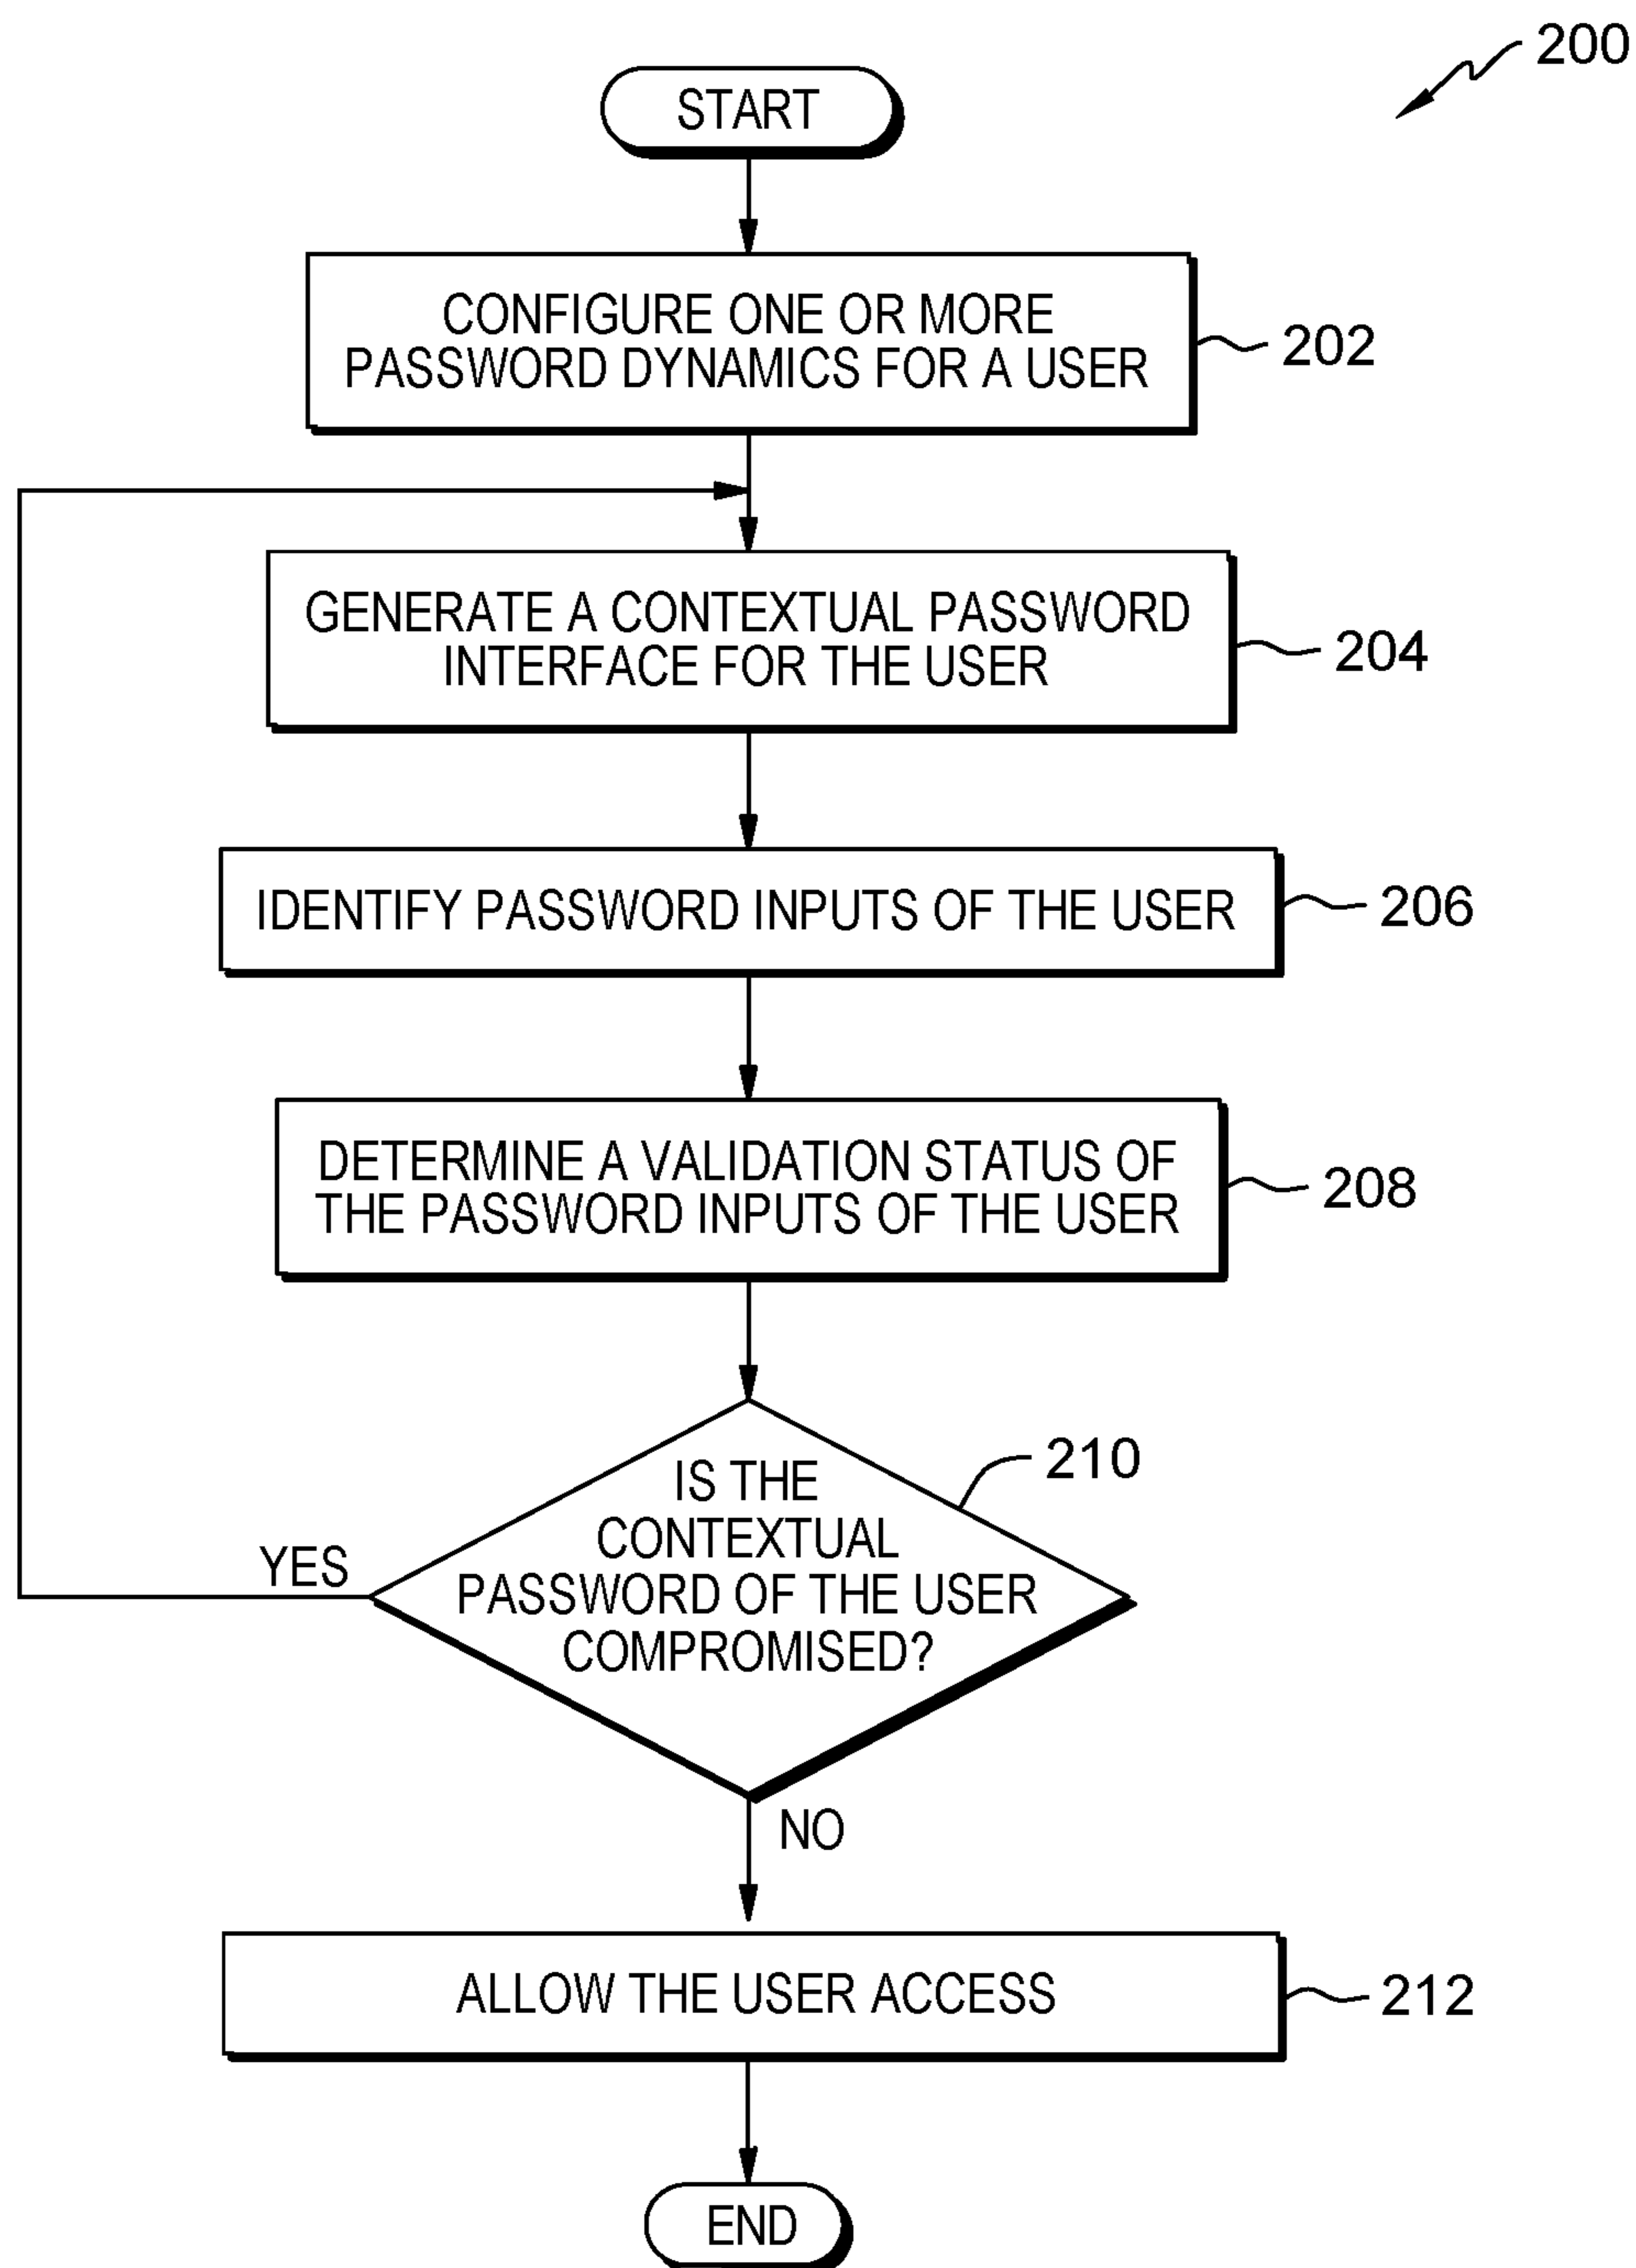 200
START
CONFIGURE ONE OR MORE
PASSWORD DYNAMICS FOR A USER
202
GENERATE A CONTEXTUAL PASSWORD
INTERFACE FOR THE USER
204
IDENTIFY PASSWORD INPUTS OF THE USER
206
DETERMINE A VALIDATION STATUS OF
THE PASSWORD INPUTS OF THE USER
208
IS THE
CONTEXTUAL
PASSWORD OF THE USER
COMPROMISED?
210
YES
NO
ALLOW THE USER ACCESS
212
END